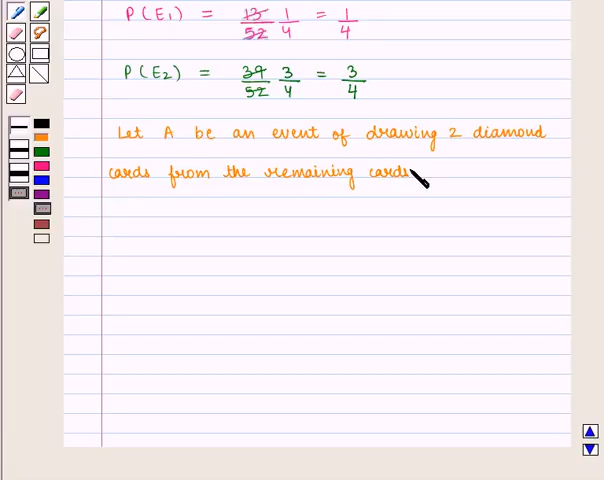 P(E1) = 13/52 1/4 = 1/4
P(E2) = 39/52 3/4 = 3/4
Let A be an event of drawing 2 diamond
cards from the remaining cards